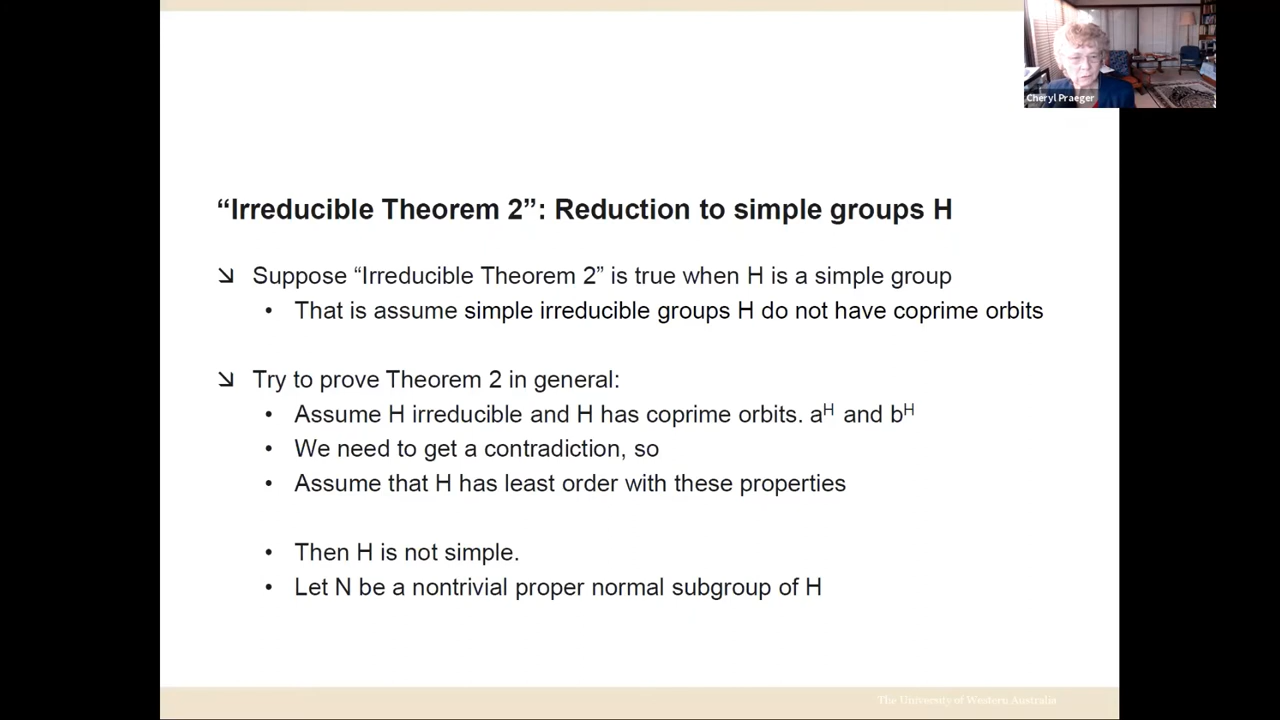 Cheryl Praeger
“Irreducible Theorem 2”: Reduction to simple groups H
Suppose “Irreducible Theorem 2” is true when H is a simple group
• That is assume simple irreducible groups H do not have coprime orbits
Try to prove Theorem 2 in general:
• Assume H irreducible and H has coprime orbits. aᴴ and bᴴ
• We need to get a contradiction, so
• Assume that H has least order with these properties
• Then H is not simple.
• Let N be a nontrivial proper normal subgroup of H
The University of Western Australia